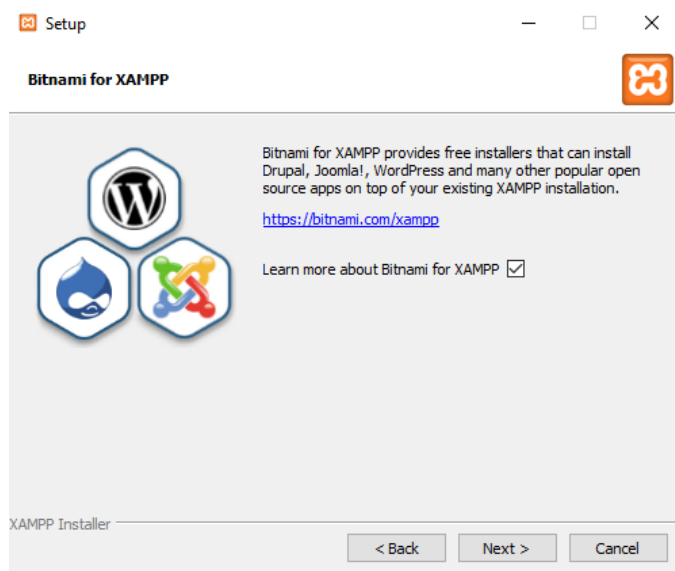 Setup
Bitnami for XAMPP
Bitnami for XAMPP provides free installers that can install
Drupal, Joomla!, WordPress and many other popular open
source apps on top of your existing XAMPP installation.
https://bitnami.com/xampp
Learn more about Bitnami for XAMPP
XAMPP Installer
< Back
Next >
Cancel